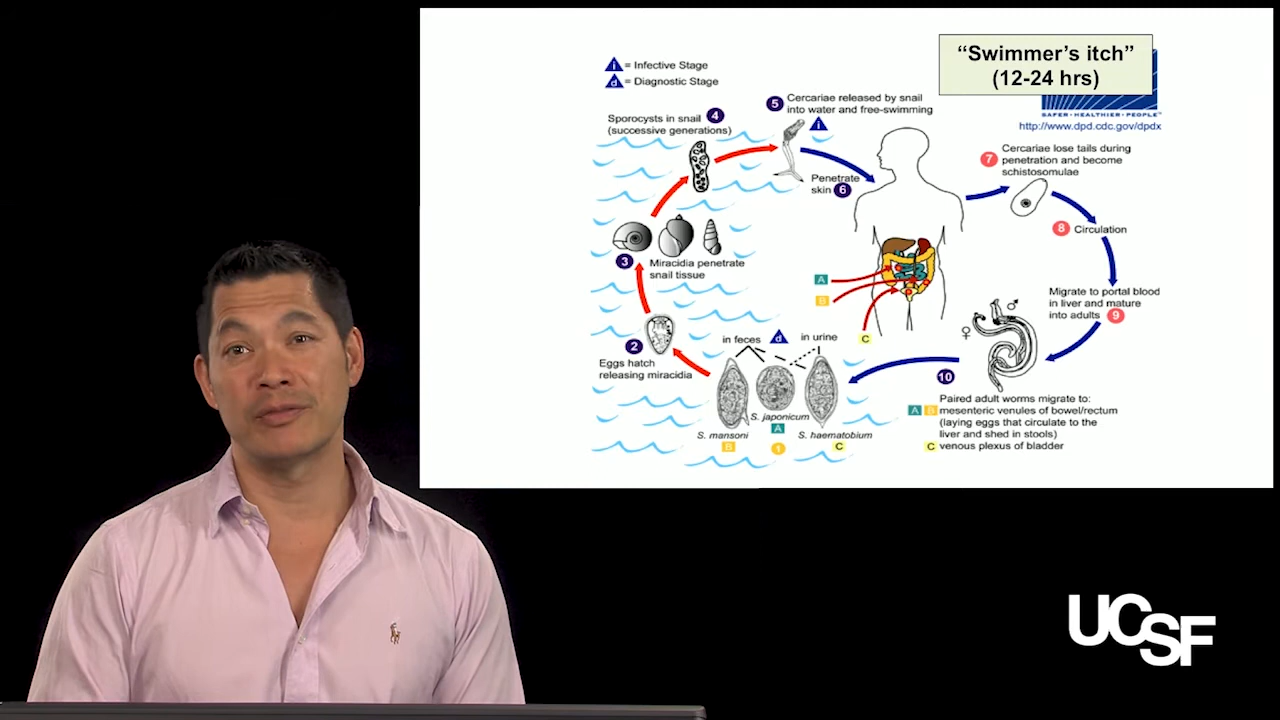 “Swimmer’s itch”
(12-24 hrs)
SAFER • HEALTHIER • PEOPLE™
http://www.dpd.cdc.gov/dpdx
i = Infective Stage
d = Diagnostic Stage
4
Sporocysts in snail
(successive generations)
5
Cercariae released by snail
into water and free-swimming
i
Penetrate
skin 6
7
Cercariae lose tails during
penetration and become
schistosomulae
8 Circulation
3
Miracidia penetrate
snail tissue
A
B
C
Migrate to portal blood
in liver and mature
into adults 9
♀
♂
2
Eggs hatch
releasing miracidia
in feces
d
in urine
S. mansoni
B
S. japonicum
A
1
S. haematobium
C
10
Paired adult worms migrate to:
A B mesenteric venules of bowel/rectum
(laying eggs that circulate to the
liver and shed in stools)
C venous plexus of bladder
UCSF